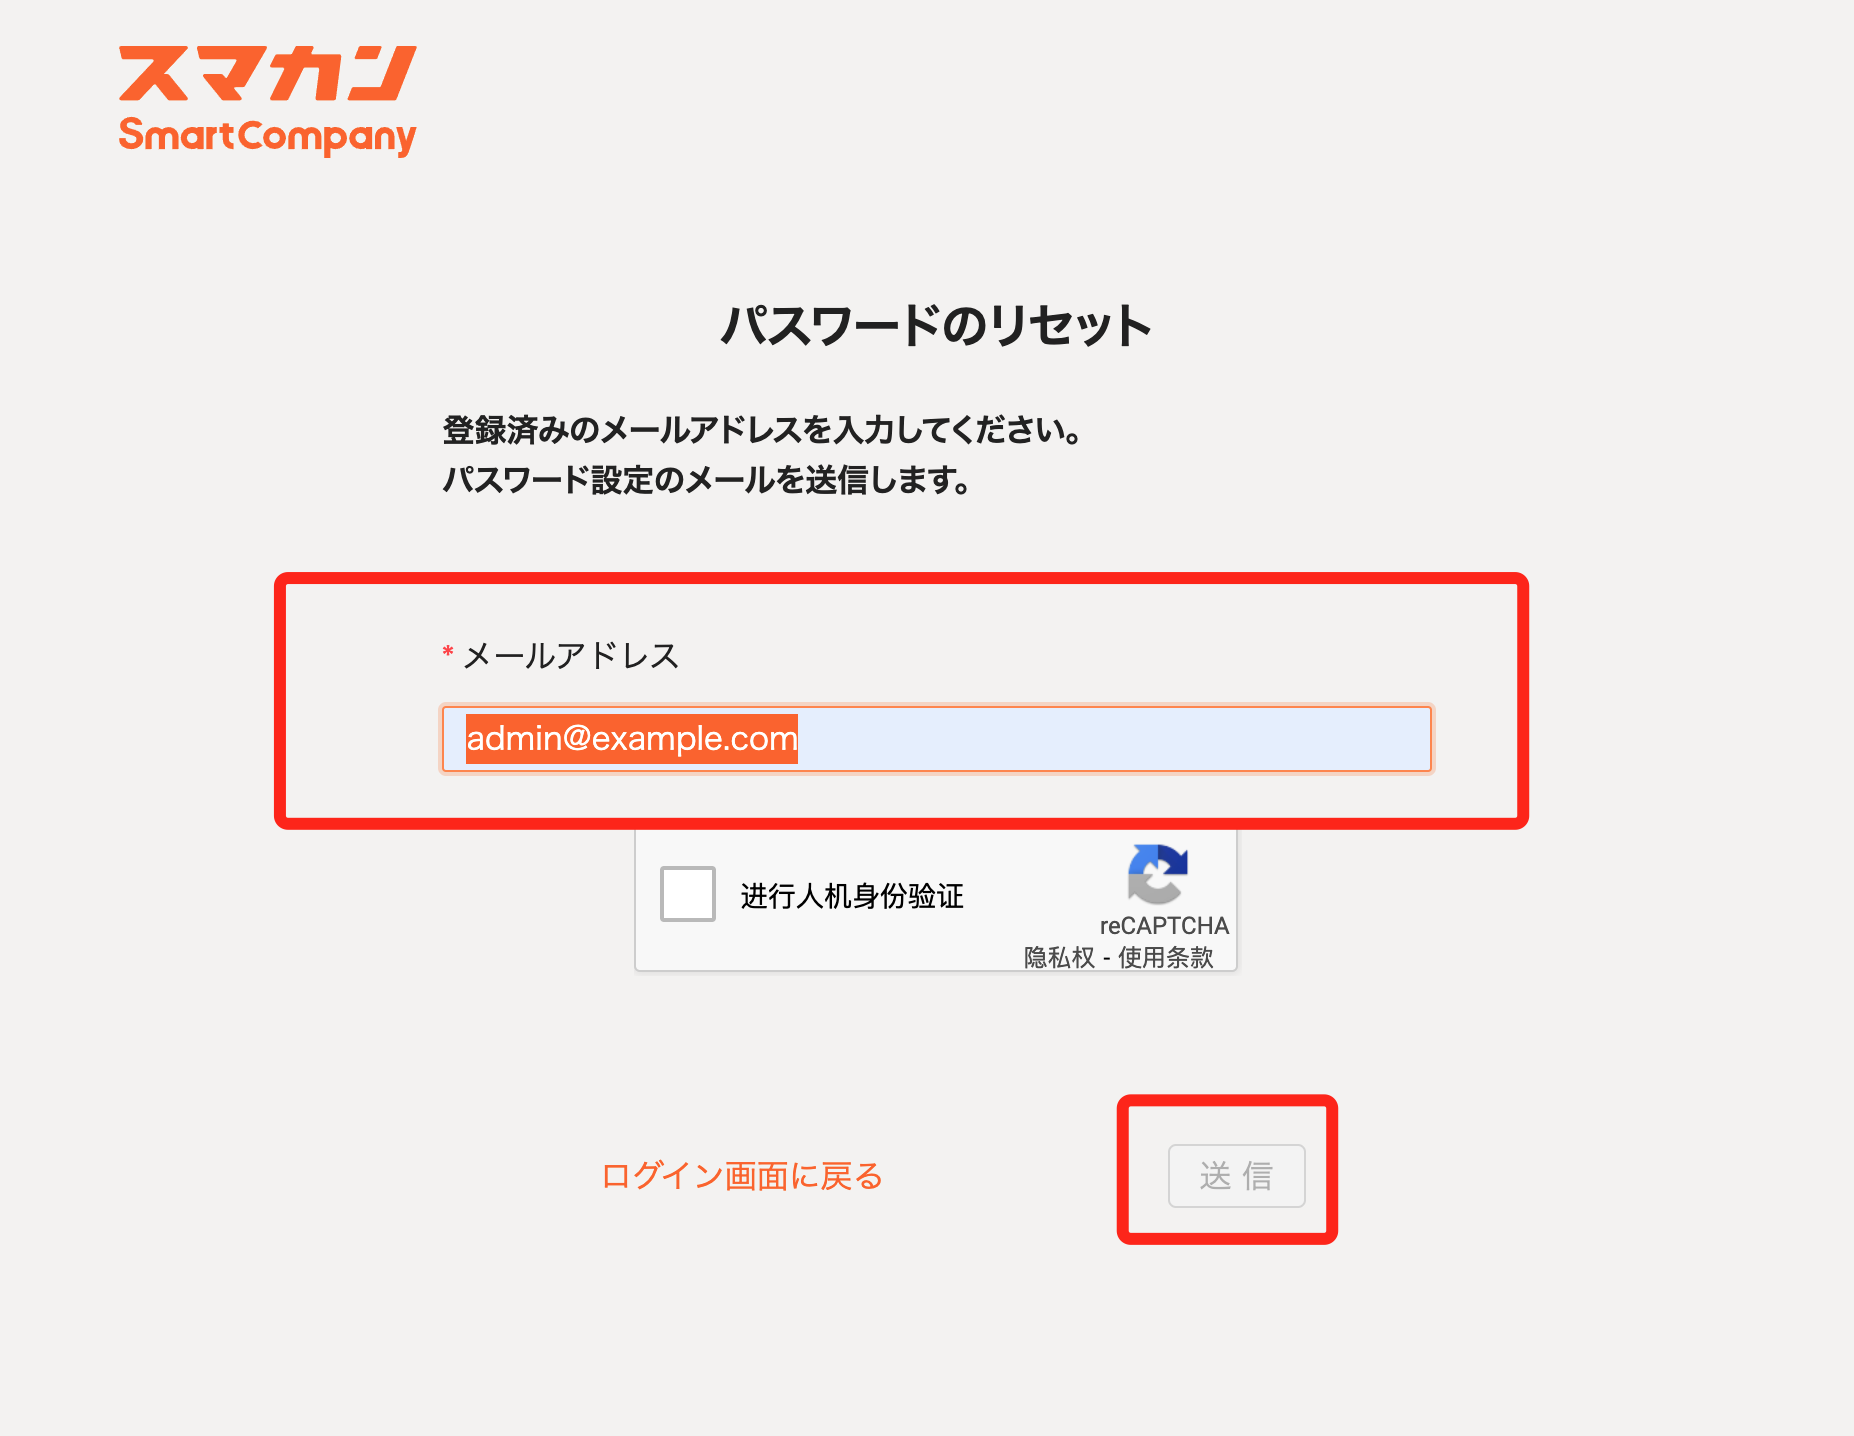 スマカン
SmartCompany
パスワードのリセット
登録済みのメールアドレスを入力してください。
パスワード設定のメールを送信します。
* メールアドレス
admin@example.com
进行人机身份验证
reCAPTCHA
隐私权 - 使用条款
ログイン画面に戻る
送 信